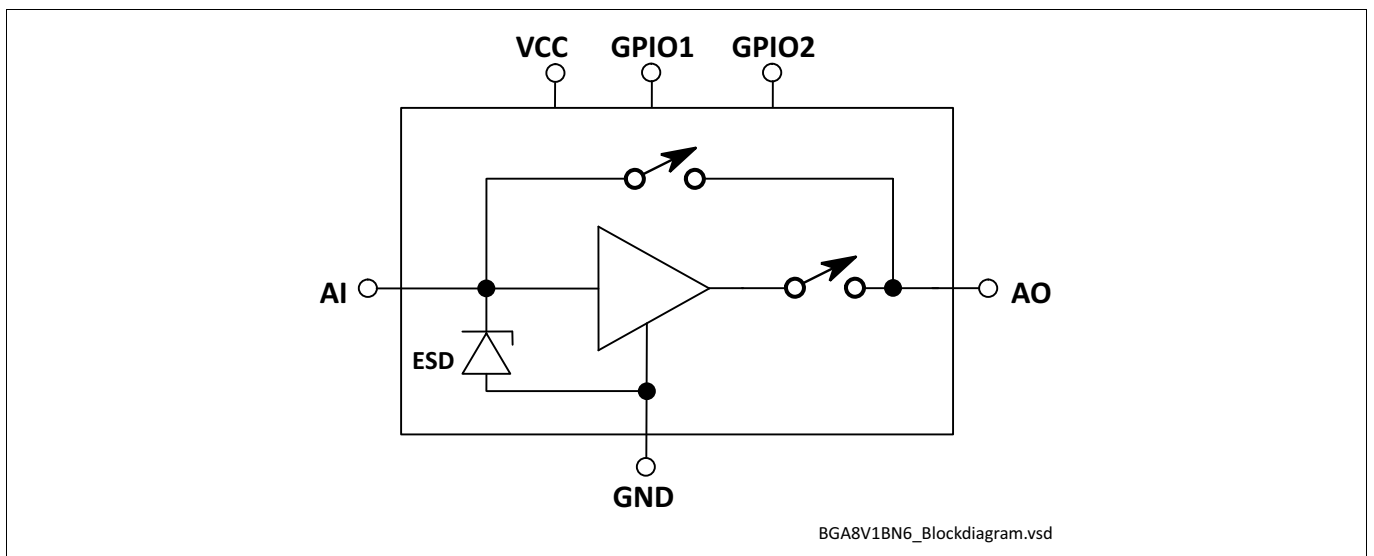 VCC GPIO1 GPIO2
AI
AO
ESD
GND
BGA8V1BN6_Blockdiagram.vsd